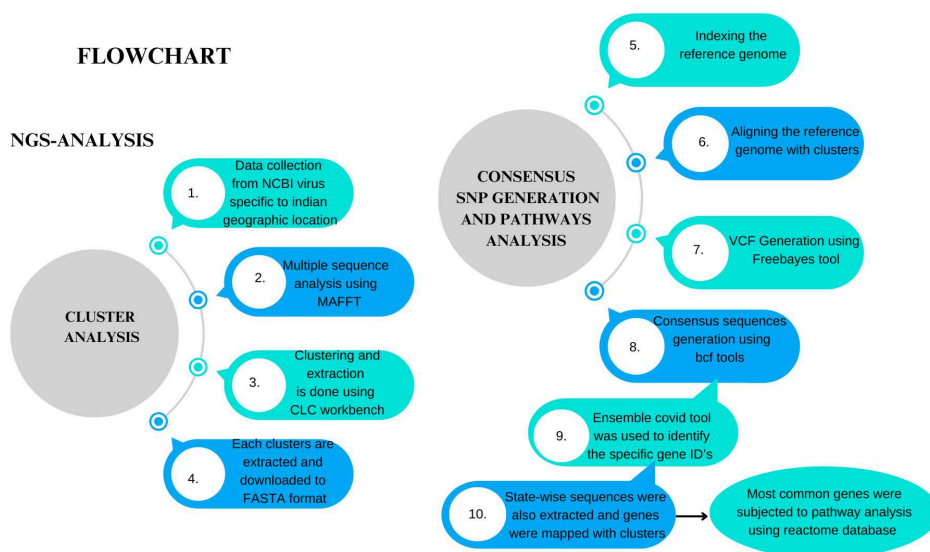 FLOWCHART
NGS-ANALYSIS
CLUSTER
ANALYSIS
1.
Data collection
from NCBI virus
specific to indian
geographic location
2.
Multiple sequence
analysis using
MAFFT
3.
Clustering and
extraction
is done using
CLC workbench
4.
Each clusters are
extracted and
downloaded to
FASTA format
CONSENSUS
SNP GENERATION
AND PATHWAYS
ANALYSIS
5.
Indexing the
reference genome
6.
Aligning the reference
genome with clusters
7.
VCF Generation using
Freebayes tool
8.
Consensus sequences
generation using
bcf tools
9.
Ensemble covid tool
was used to identify
the specific gene ID's
10.
State-wise sequences were
also extracted and genes
were mapped with clusters
Most common genes were
subjected to pathway analysis
using reactome database